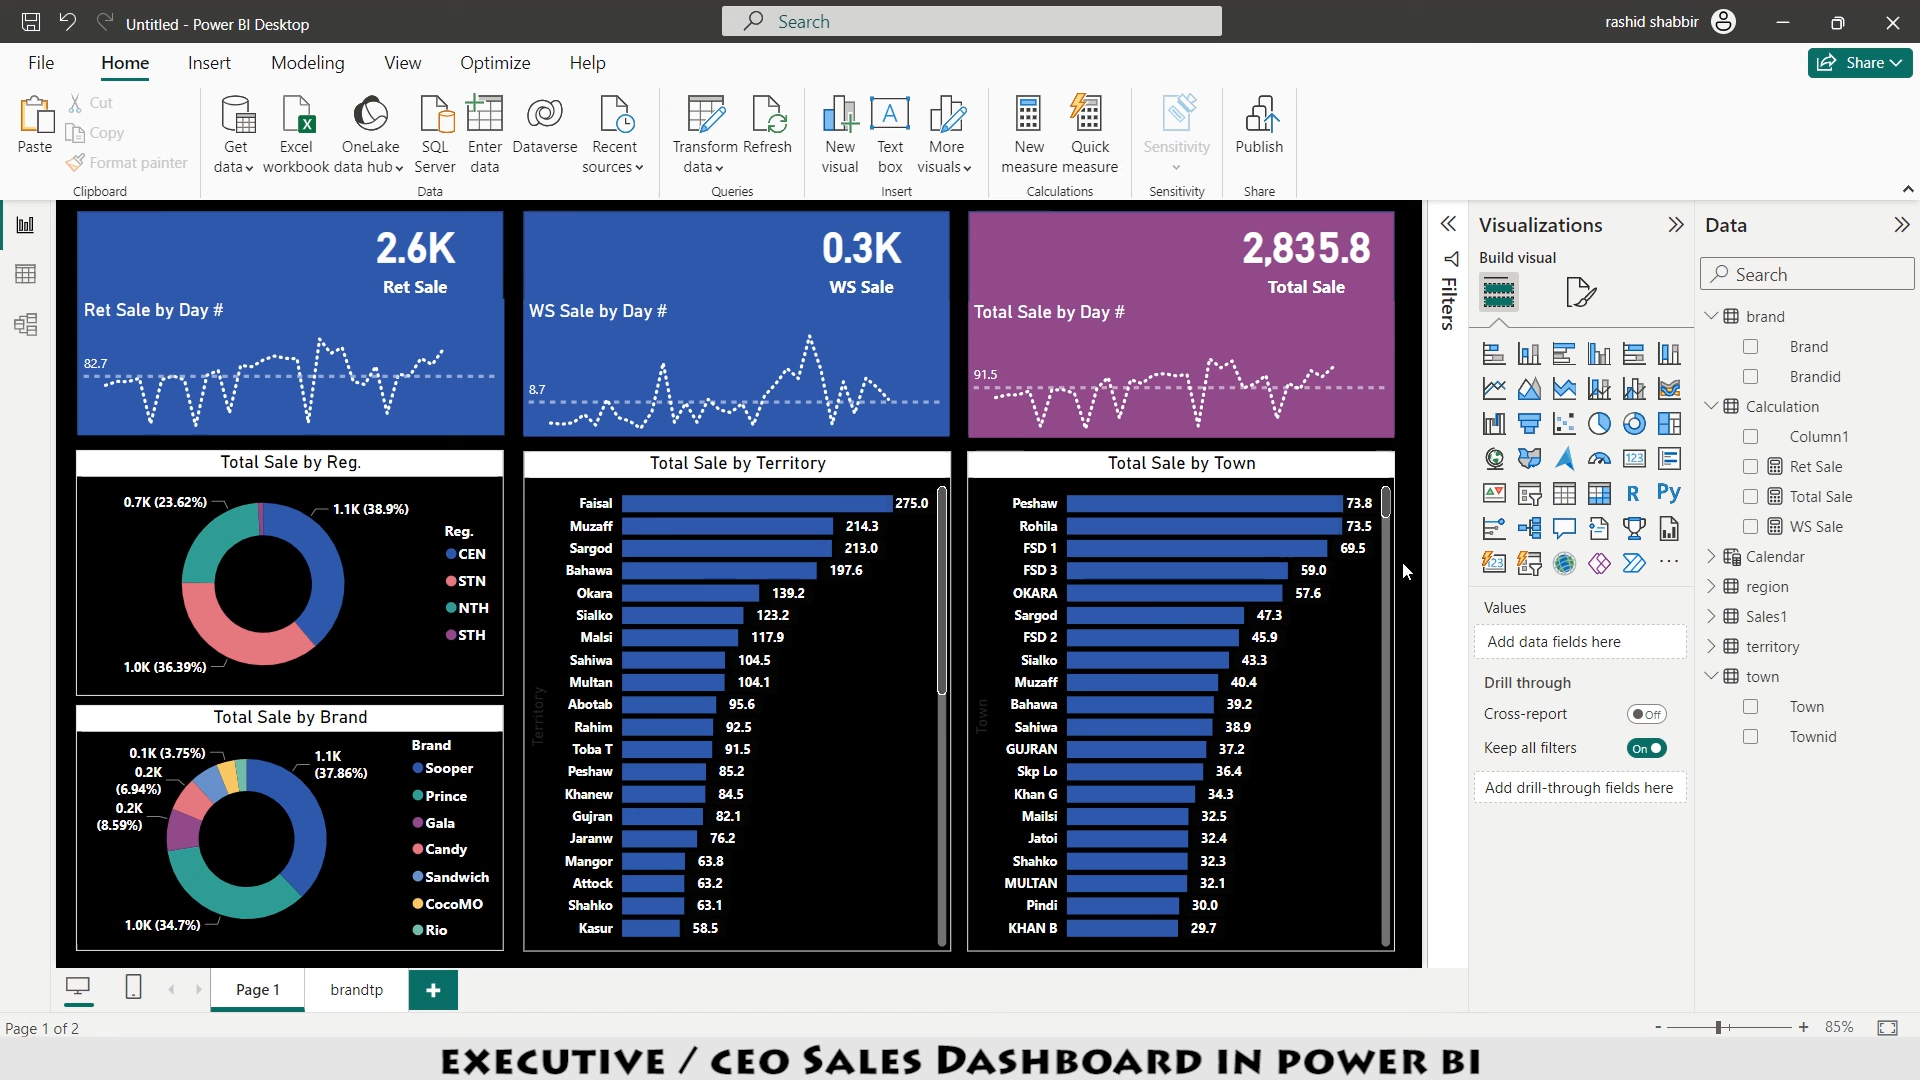 Untitled - Power BI Desktop
Search
rashid shabbir
File
Home
Insert
Modeling
View
Optimize
Help
Share
Paste
Cut
Copy
Format painter
Clipboard
Get data
Excel workbook
OneLake data hub
SQL Server
Enter data
Dataverse
Recent sources
Data
Transform data
Refresh
Queries
New visual
Text box
More visuals
Insert
New measure
Quick measure
Calculations
Sensitivity
Sensitivity
Publish
Share
2.6K
Ret Sale
Ret Sale by Day #
82.7
0.3K
WS Sale
WS Sale by Day #
8.7
2,835.8
Total Sale
Total Sale by Day #
91.5
Total Sale by Reg.
0.7K (23.62%)
1.1K (38.9%)
1.0K (36.39%)
Reg.
CEN
STN
NTH
STH
Total Sale by Brand
0.1K (3.75%)
0.2K
(6.94%)
0.2K
(8.59%)
1.1K
(37.86%)
1.0K (34.7%)
Brand
Sooper
Prince
Gala
Candy
Sandwich
CocoMO
Rio
Total Sale by Territory
Territory
Faisal 275.0
Muzaff 214.3
Sargod 213.0
Bahawa 197.6
Okara 139.2
Sialko 123.2
Malsi 117.9
Sahiwa 104.5
Multan 104.1
Abotab 95.6
Rahim 92.5
Toba T 91.5
Peshaw 85.2
Khanew 84.5
Gujran 82.1
Jaranw 76.2
Mangor 63.8
Attock 63.2
Shahko 63.1
Kasur 58.5
Total Sale by Town
Town
Peshaw 73.8
Rohila 73.5
FSD 1 69.5
FSD 3 59.0
OKARA 57.6
Sargod 47.3
FSD 2 45.9
Sialko 43.3
Muzaff 40.4
Bahawa 39.2
Sahiwa 38.9
GUJRAN 37.2
Skp Lo 36.4
Khan G 34.3
Mailsi 32.5
Jatoi 32.4
Shahko 32.3
MULTAN 32.1
Pindi 30.0
KHAN B 29.7
Filters
Visualizations
Build visual
123
R
Py
123
Values
Add data fields here
Drill through
Cross-report
Off
Keep all filters
On
Add drill-through fields here
Data
Search
brand
Brand
Brandid
Calculation
Column1
Ret Sale
Total Sale
WS Sale
Calendar
region
Sales1
territory
town
Town
Townid
Page 1
brandtp
Page 1 of 2
85%
EXECUTIVE / CEO SALES DASHBOARD IN POWER BI